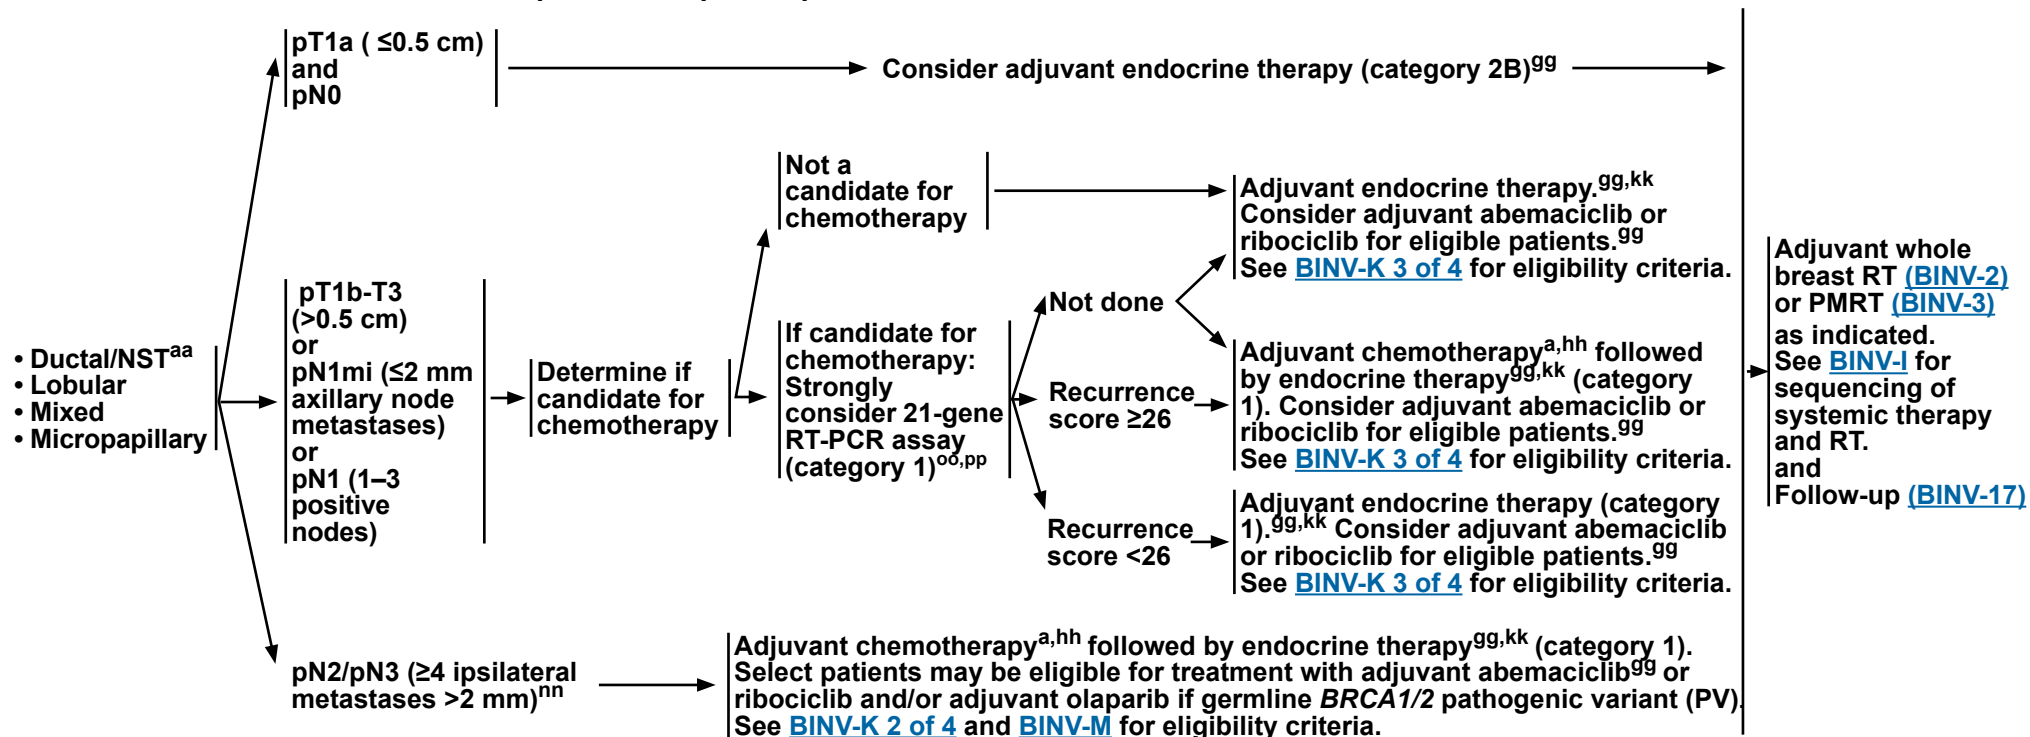 pT1a ( ≤0.5 cm)
and
pN0
Consider adjuvant endocrine therapy (category 2B)gg
Not a
candidate for
chemotherapy
Adjuvant endocrine therapy.gg,kk
Consider adjuvant abemaciclib or
ribociclib for eligible patients.gg
See BINV-K 3 of 4 for eligibility criteria.
• Ductal/NSTaa
• Lobular
• Mixed
• Micropapillary
pT1b-T3
(>0.5 cm)
or
pN1mi (≤2 mm
axillary node
metastases)
or
pN1 (1–3
positive
nodes)
Determine if
candidate for
chemotherapy
If candidate for
chemotherapy:
Strongly
consider 21-gene
RT-PCR assay
(category 1)oo,pp
Not done
Recurrence
score ≥26
Adjuvant chemotherapya,hh followed
by endocrine therapygg,kk (category
1). Consider adjuvant abemaciclib or
ribociclib for eligible patients.gg
See BINV-K 3 of 4 for eligibility criteria.
Recurrence
score <26
Adjuvant endocrine therapy (category
1).gg,kk Consider adjuvant abemaciclib
or ribociclib for eligible patients.gg
See BINV-K 3 of 4 for eligibility criteria.
pN2/pN3 (≥4 ipsilateral
metastases >2 mm)nn
Adjuvant chemotherapya,hh followed by endocrine therapygg,kk (category 1).
Select patients may be eligible for treatment with adjuvant abemaciclibgg or
ribociclib and/or adjuvant olaparib if germline BRCA1/2 pathogenic variant (PV).
See BINV-K 2 of 4 and BINV-M for eligibility criteria.
Adjuvant whole
breast RT (BINV-2)
or PMRT (BINV-3)
as indicated.
See BINV-I for
sequencing of
systemic therapy
and RT.
and
Follow-up (BINV-17)